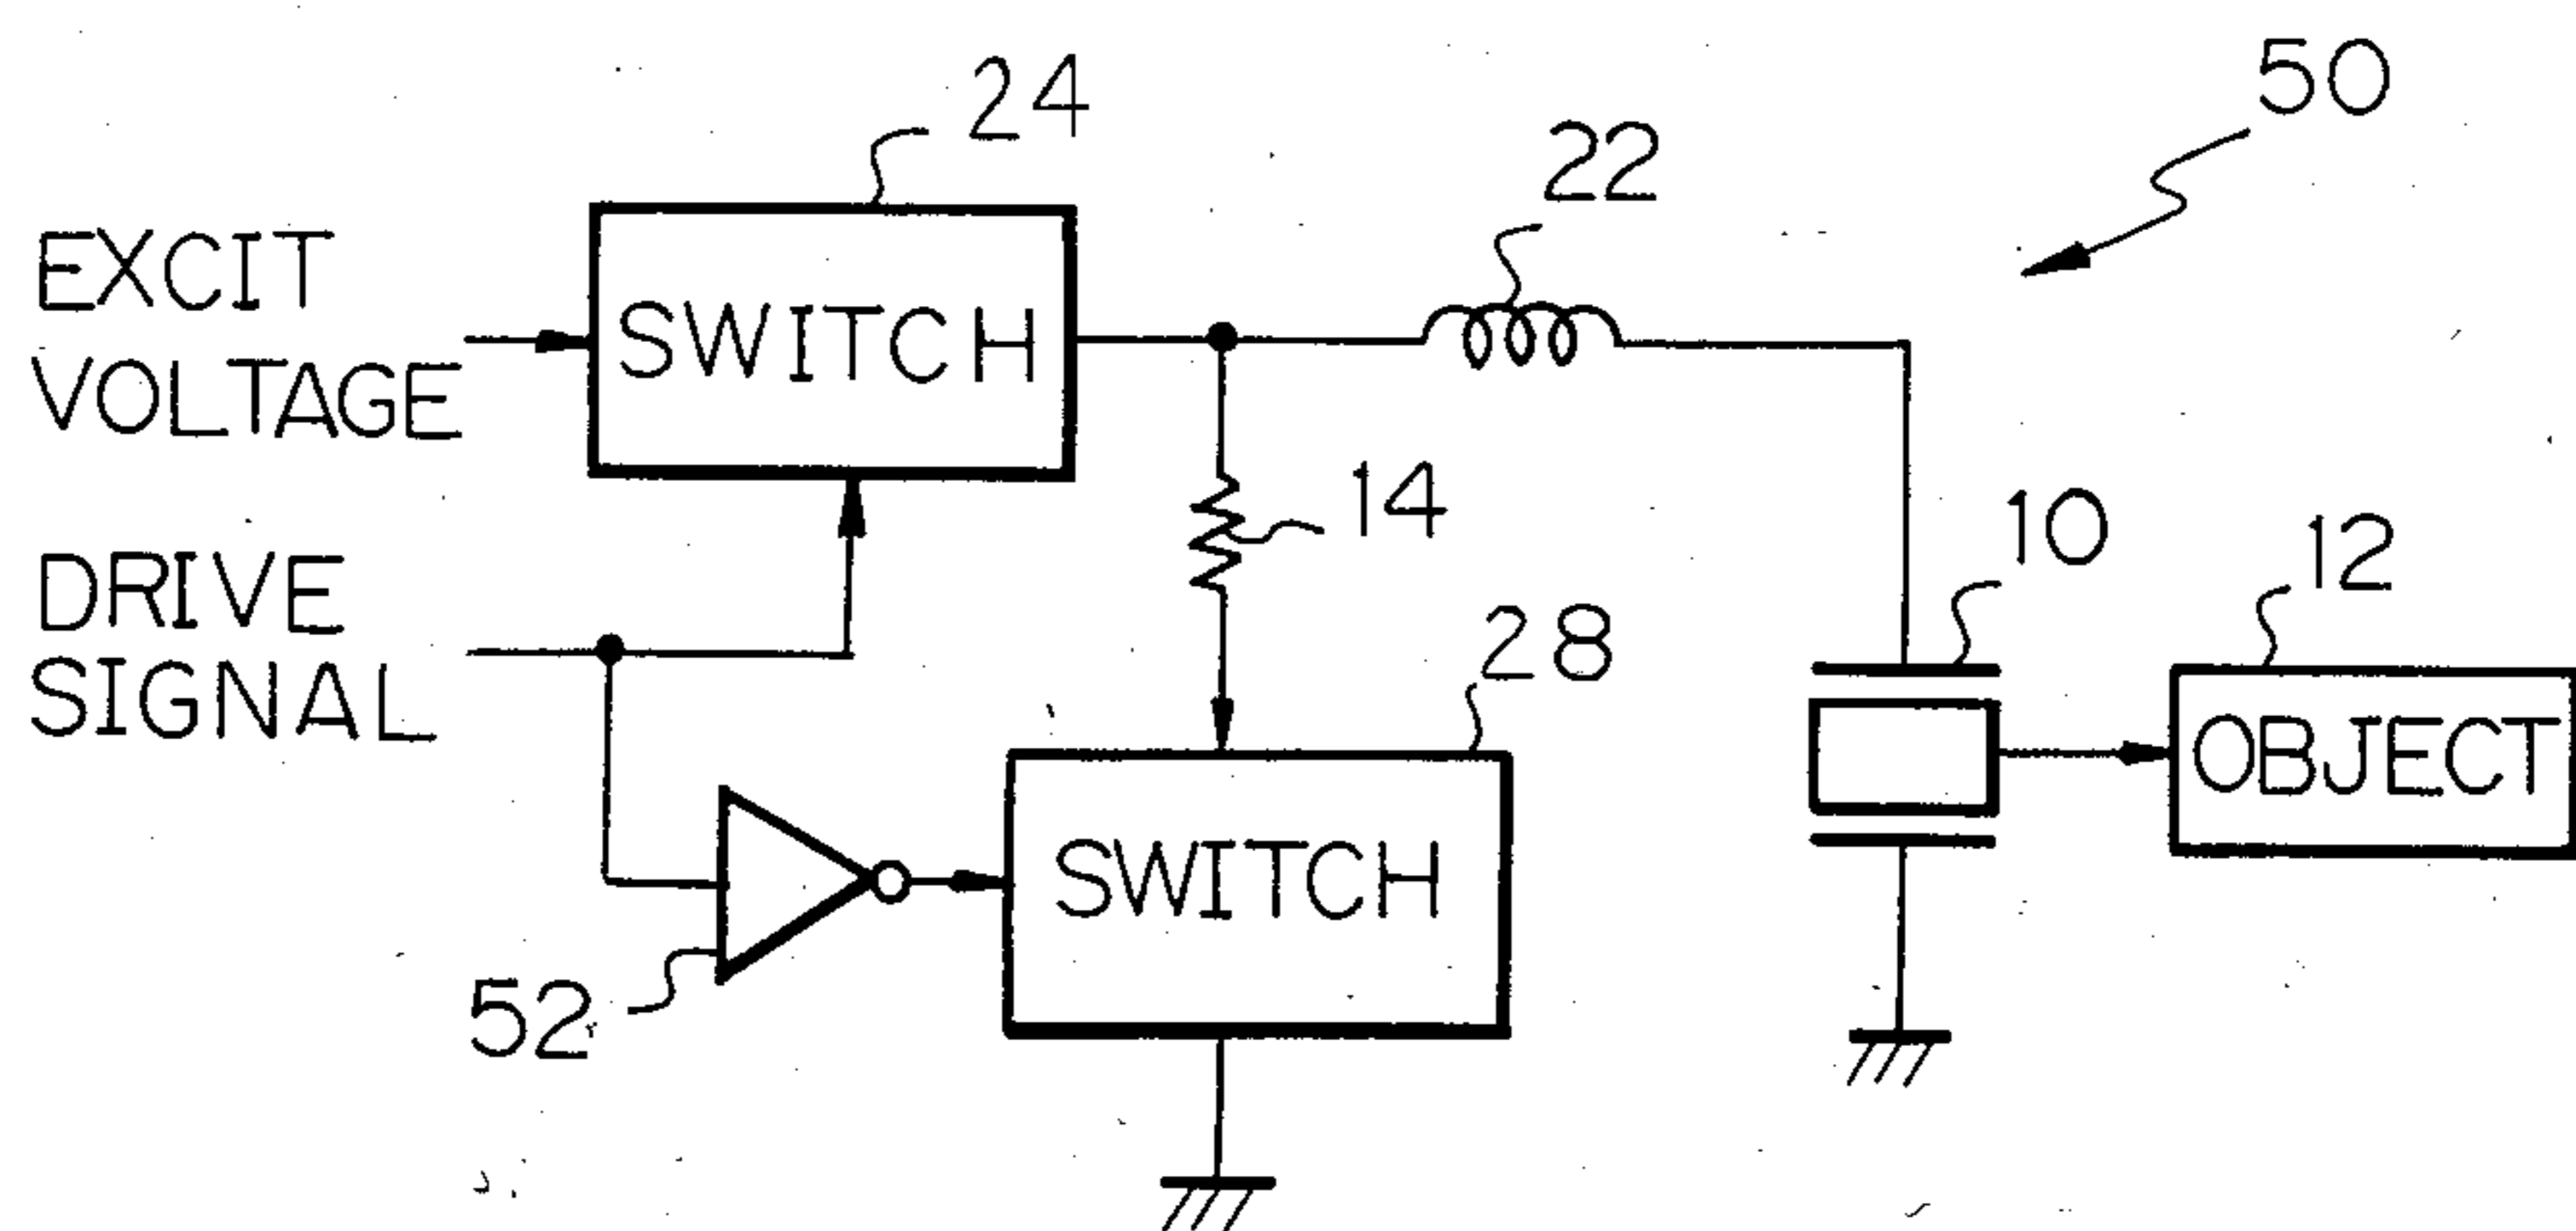 24
50
22
EXCIT
VOLTAGE
SWITCH
14
10
12
DRIVE
SIGNAL
28
OBJECT
SWITCH
52